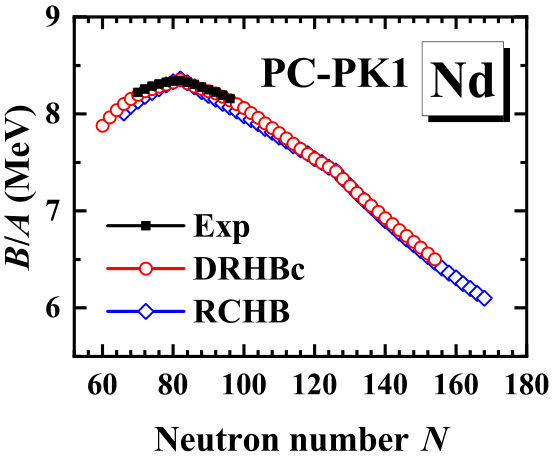 9
8
7
6
B/A (MeV)
PC-PK1
Nd
Exp
DRHBc
RCHB
60 80 100 120 140 160 180
Neutron number N